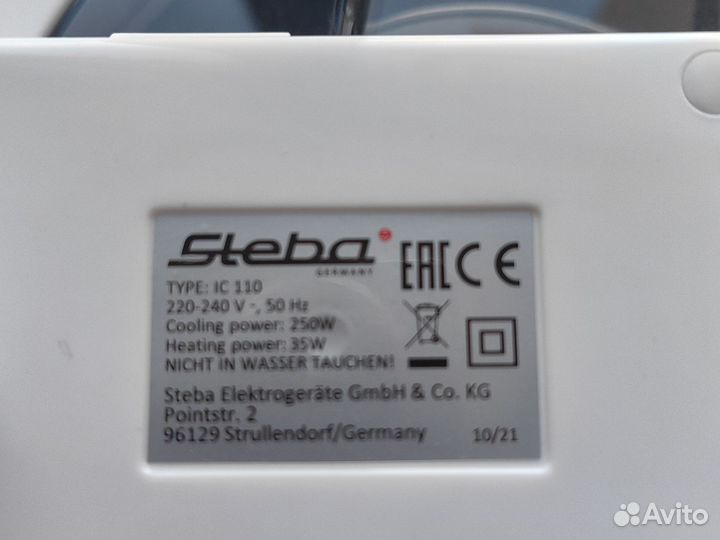 Steba
GERMANY
EAC CE
TYPE: IC 110
220-240 V ~, 50 Hz
Cooling power: 250W
Heating power: 35W
NICHT IN WASSER TAUCHEN!
Steba Elektrogeräte GmbH & Co. KG
Pointstr. 2
96129 Strullendorf/Germany 10/21
Avito